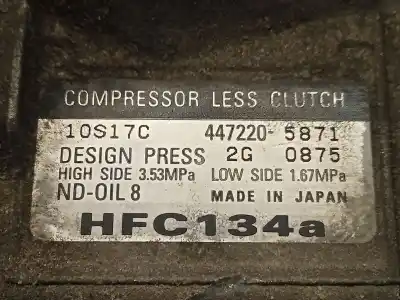 COMPRESSOR LESS CLUTCH
10S17C 447220-5871
DESIGN PRESS 2G 0875
HIGH SIDE 3.53MPa LOW SIDE 1.67MPa
ND-OIL 8 MADE IN JAPAN
HFC134a